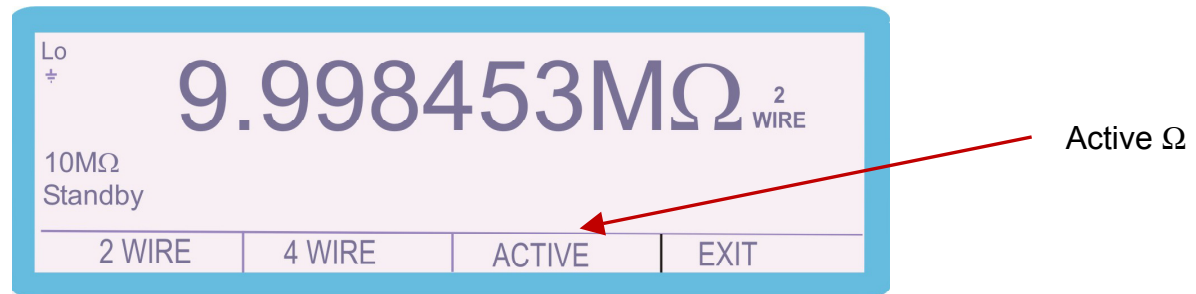 Lo
9.998453MΩ 2 WIRE
10MΩ
Standby
2 WIRE 4 WIRE ACTIVE EXIT
Active Ω